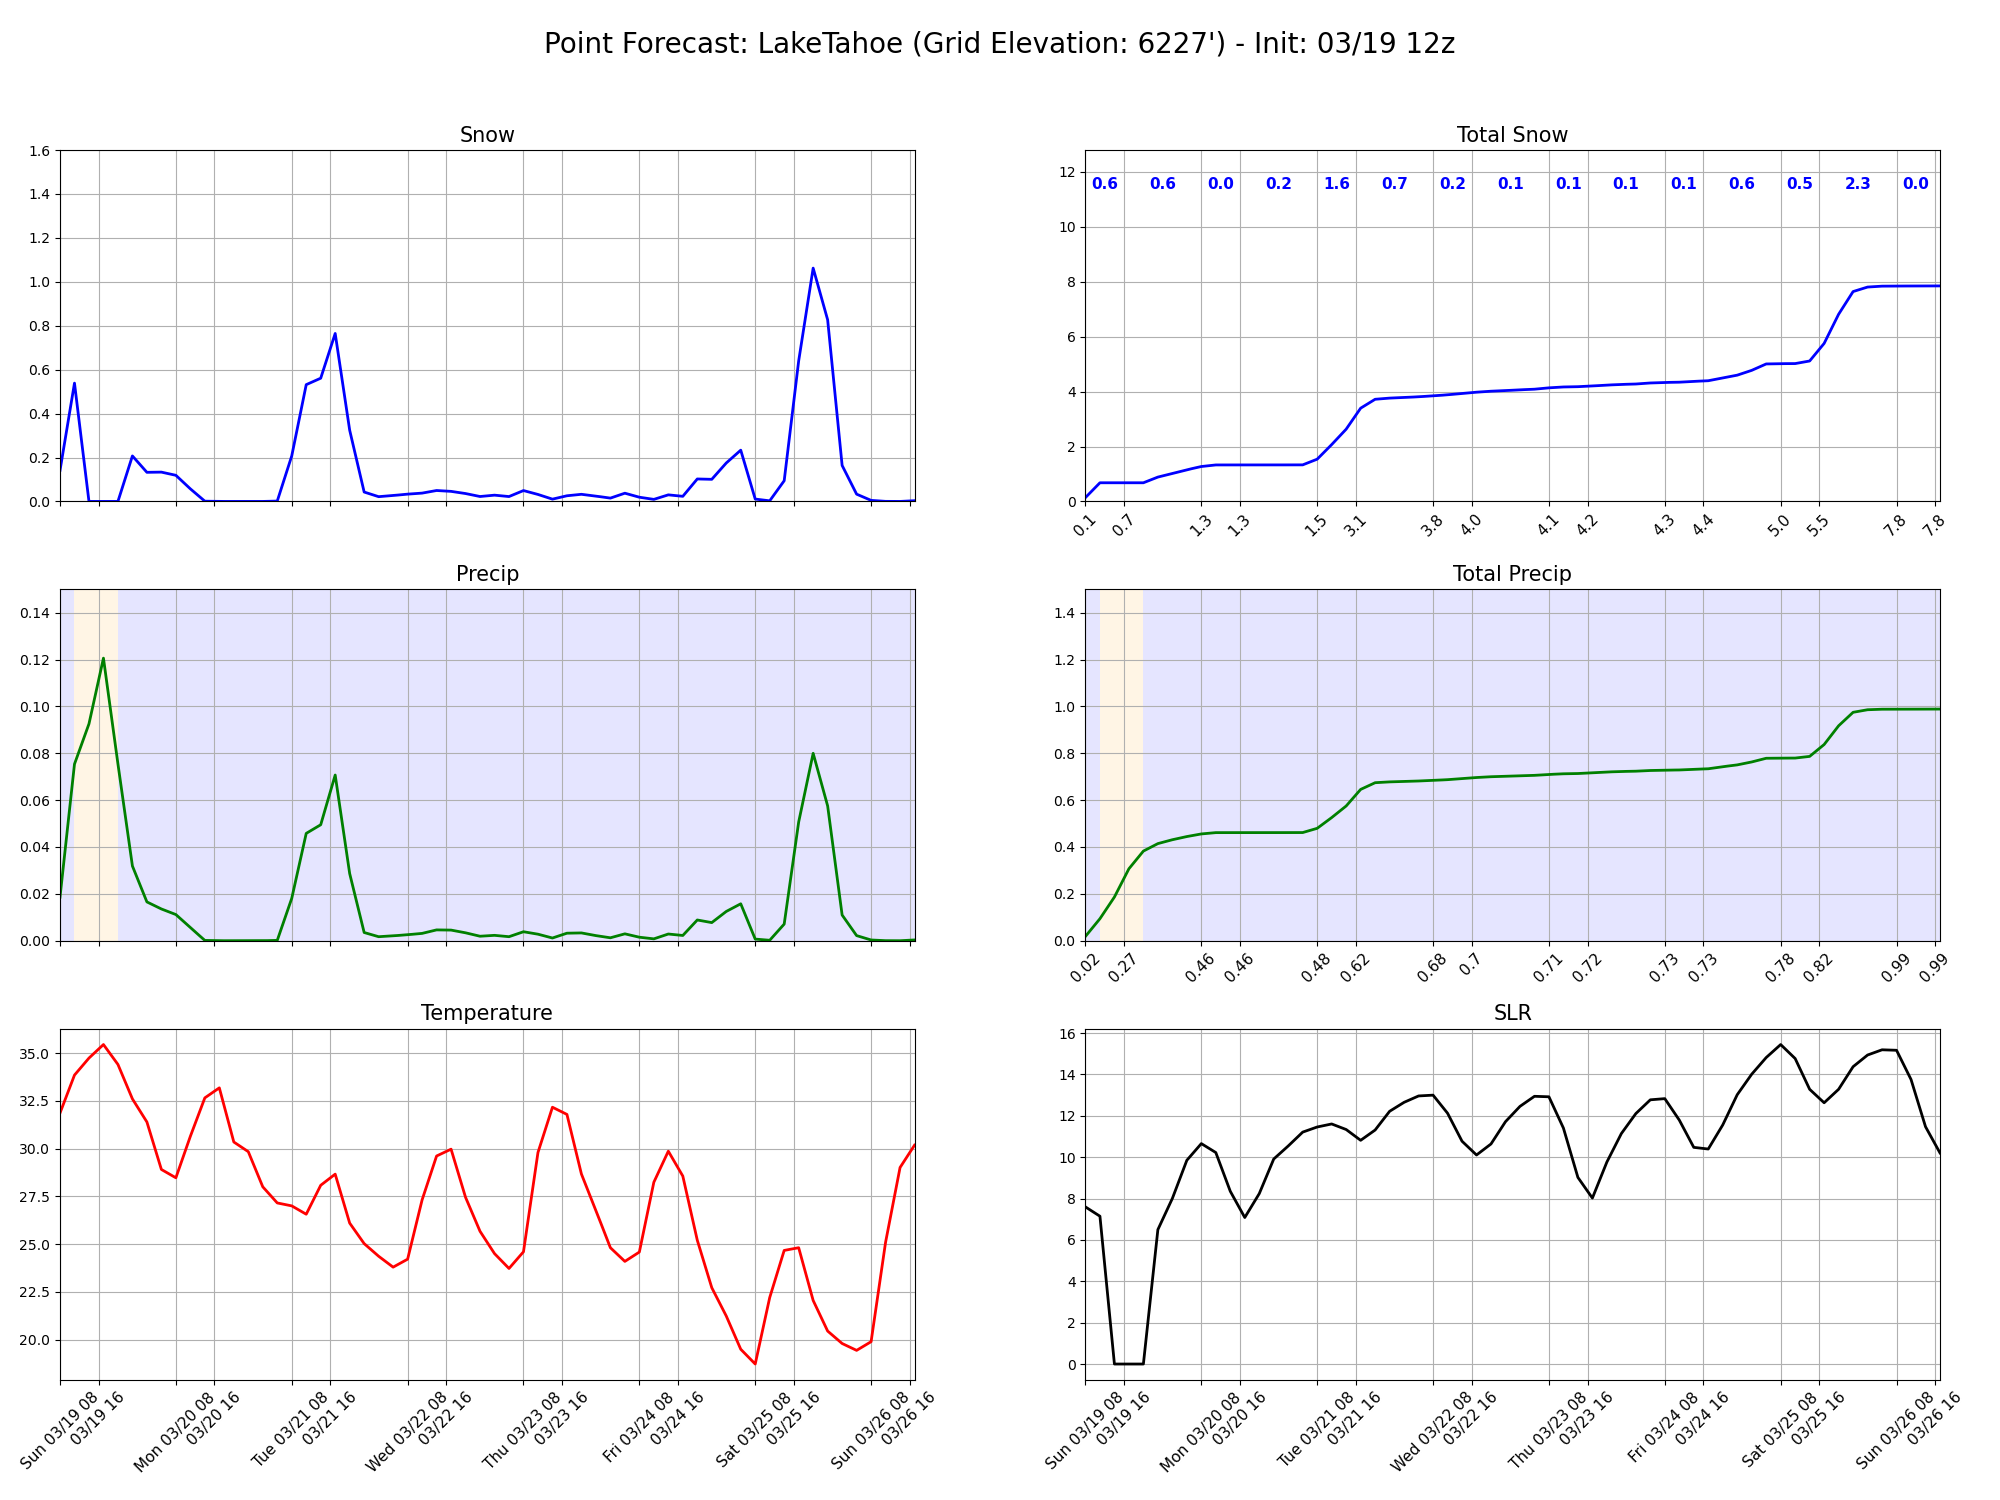 Point Forecast: LakeTahoe (Grid Elevation: 6227') - Init: 03/19 12z
Snow
1.6
1.4
1.2
1.0
0.8
0.6
0.4
0.2
0.0
Total Snow
12
10
8
6
4
2
0
0.6 0.6 0.0 0.2 1.6 0.7 0.2 0.1 0.1 0.1 0.1 0.6 0.5 2.3 0.0
0.1 0.7 1.3 1.3 1.5 3.1 3.8 4.0 4.1 4.2 4.3 4.4 5.0 5.5 7.8 7.8
Precip
0.14
0.12
0.10
0.08
0.06
0.04
0.02
0.00
Total Precip
1.4
1.2
1.0
0.8
0.6
0.4
0.2
0.0
0.02 0.27 0.46 0.46 0.48 0.62 0.68 0.7 0.71 0.72 0.73 0.73 0.78 0.82 0.99 0.99
Temperature
35.0
32.5
30.0
27.5
25.0
22.5
20.0
Sun 03/19 08
03/19 16
Mon 03/20 08
03/20 16
Tue 03/21 08
03/21 16
Wed 03/22 08
03/22 16
Thu 03/23 08
03/23 16
Fri 03/24 08
03/24 16
Sat 03/25 08
03/25 16
Sun 03/26 08
03/26 16
SLR
16
14
12
10
8
6
4
2
0
Sun 03/19 08
03/19 16
Mon 03/20 08
03/20 16
Tue 03/21 08
03/21 16
Wed 03/22 08
03/22 16
Thu 03/23 08
03/23 16
Fri 03/24 08
03/24 16
Sat 03/25 08
03/25 16
Sun 03/26 08
03/26 16